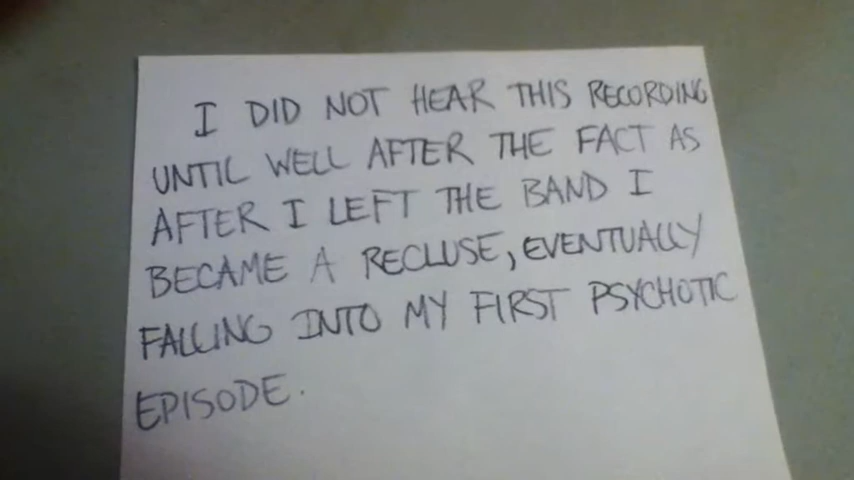 I DID NOT HEAR THIS RECORDING
UNTIL WELL AFTER THE FACT AS
AFTER I LEFT THE BAND I
BECAME A RECLUSE, EVENTUALLY
FALLING INTO MY FIRST PSYCHOTIC
EPISODE.